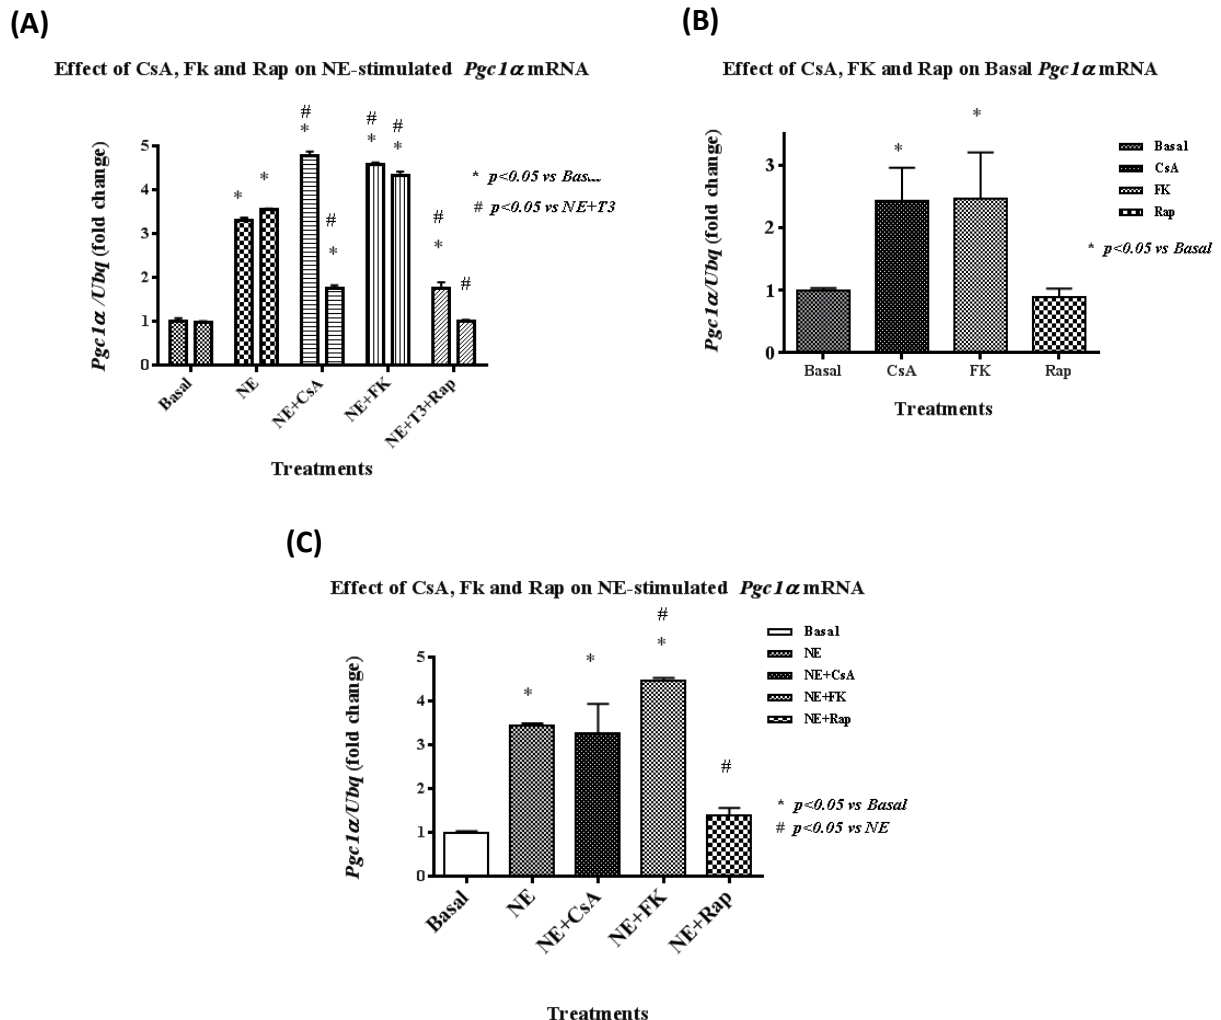 (A)
Effect of CsA, Fk and Rap on NE-stimulated Pgc1α mRNA
Pgc1α /Ubq (fold change)
5
4
3
2
1
0
#
*
*
*
#
*
#
*
#
*
#
*
#
* p<0.05 vs Bas...
# p<0.05 vs NE+T3
Basal
NE
NE+CsA
NE+FK
NE+T3+Rap
Treatments
(B)
Effect of CsA, FK and Rap on Basal Pgc1α mRNA
Pgc1α/Ubq (fold change)
3
2
1
0
*
*
Basal
CsA
FK
Rap
* p<0.05 vs Basal
Basal CsA FK Rap
Treatments
(C)
Effect of CsA, Fk and Rap on NE-stimulated Pgc1α mRNA
Pgc1α/Ubq (fold change)
5
4
3
2
1
0
*
*
#
*
#
Basal
NE
NE+CsA
NE+FK
NE+Rap
* p<0.05 vs Basal
# p<0.05 vs NE
Basal
NE
NE+CsA
NE+FK
NE+Rap
Treatments